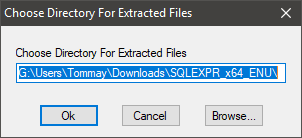 Choose Directory For Extracted Files
Choose Directory For Extracted Files
G:\Users\Tommay\Downloads\SQLEXPR_x64_ENU\
Ok
Cancel
Browse...